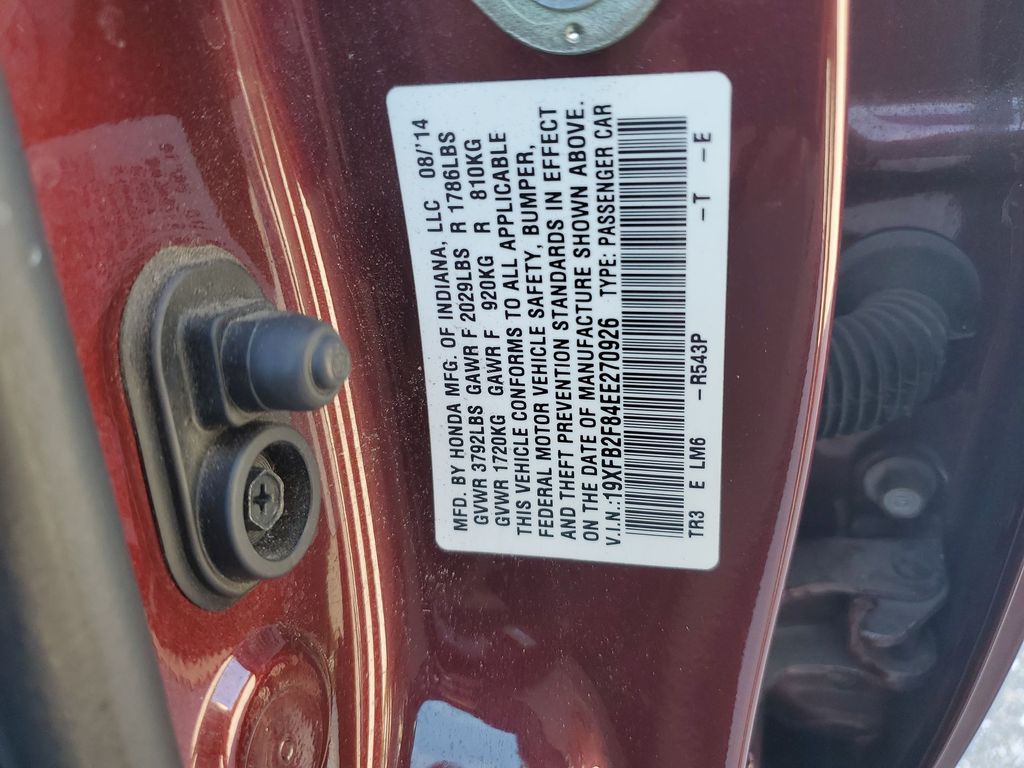 MFD. BY HONDA MFG. OF INDIANA, LLC 08/'14
GVWR 3792LBS GAWR F 2029LBS R 1786LBS
GVWR 1720KG GAWR F 920KG R 810KG
THIS VEHICLE CONFORMS TO ALL APPLICABLE
FEDERAL MOTOR VEHICLE SAFETY, BUMPER,
AND THEFT PREVENTION STANDARDS IN EFFECT
ON THE DATE OF MANUFACTURE SHOWN ABOVE.
V.I.N.:19XFB2F84EE270926 TYPE: PASSENGER CAR
TR3 E LM6 -R543P -T -E